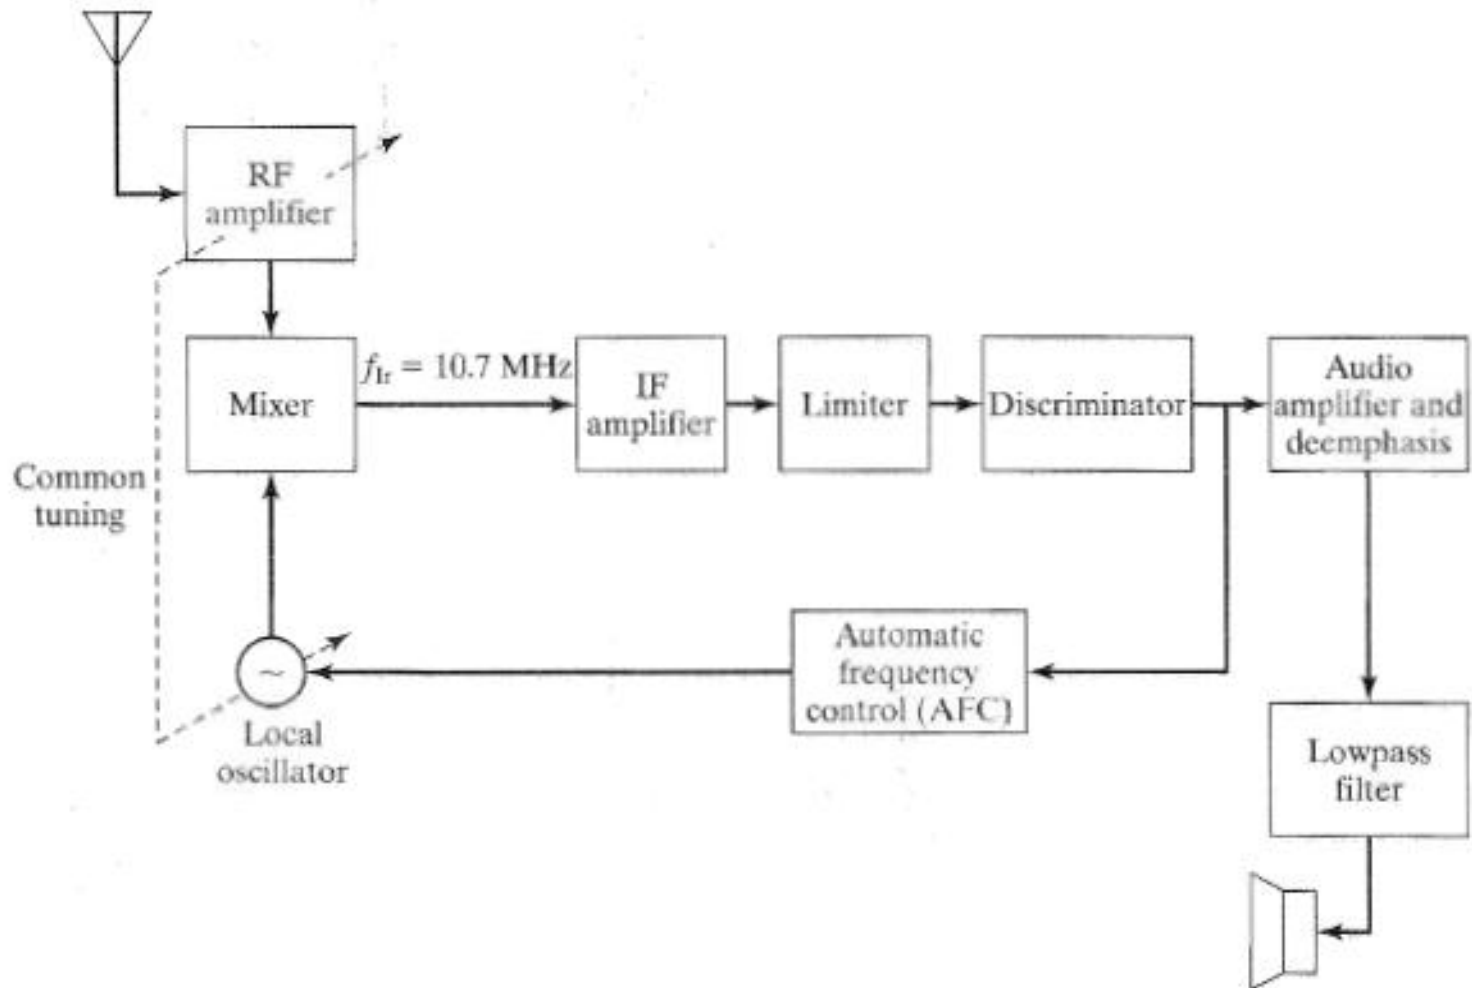 RF
amplifier
Mixer
f_Ir = 10.7 MHz
IF
amplifier
Limiter
Discriminator
Audio
amplifier and
deemphasis
Common
tuning
Automatic
frequency
control (AFC)
~
Local
oscillator
Lowpass
filter